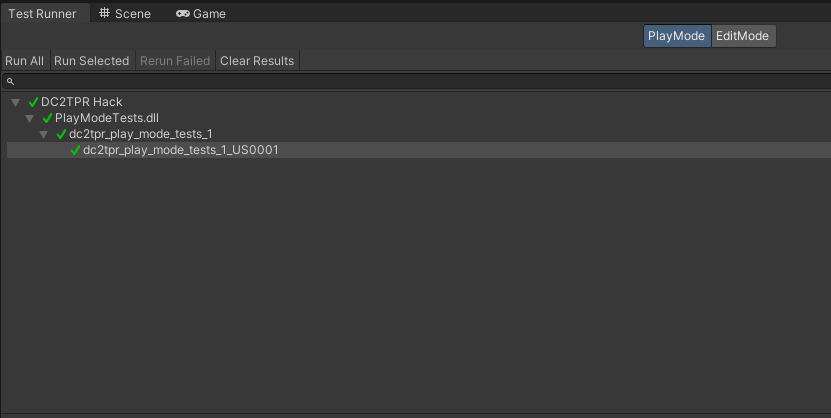 Test Runner Scene Game
PlayMode EditMode
Run All Run Selected Rerun Failed Clear Results
DC2TPR Hack
PlayModeTests.dll
dc2tpr_play_mode_tests_1
dc2tpr_play_mode_tests_1_US0001